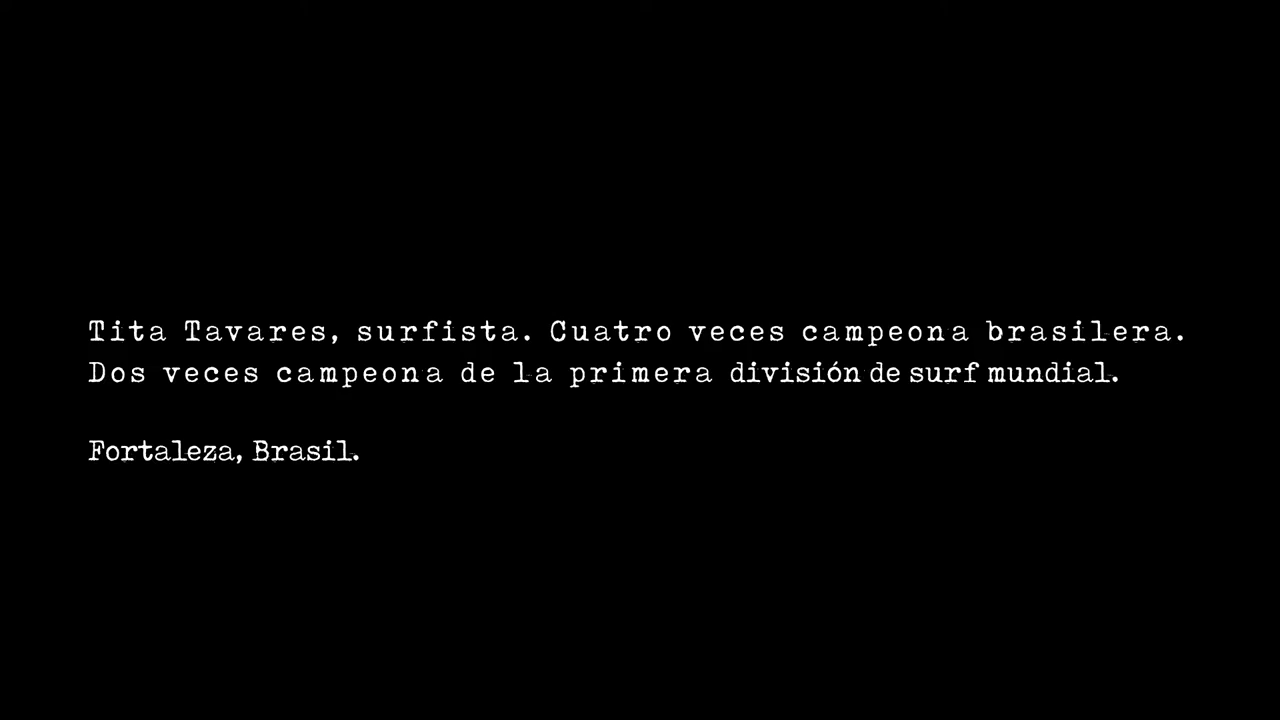 Tita Tavares, surfista. Cuatro veces campeona brasilera.
Dos veces campeona de la primera división de surf mundial.
Fortaleza, Brasil.